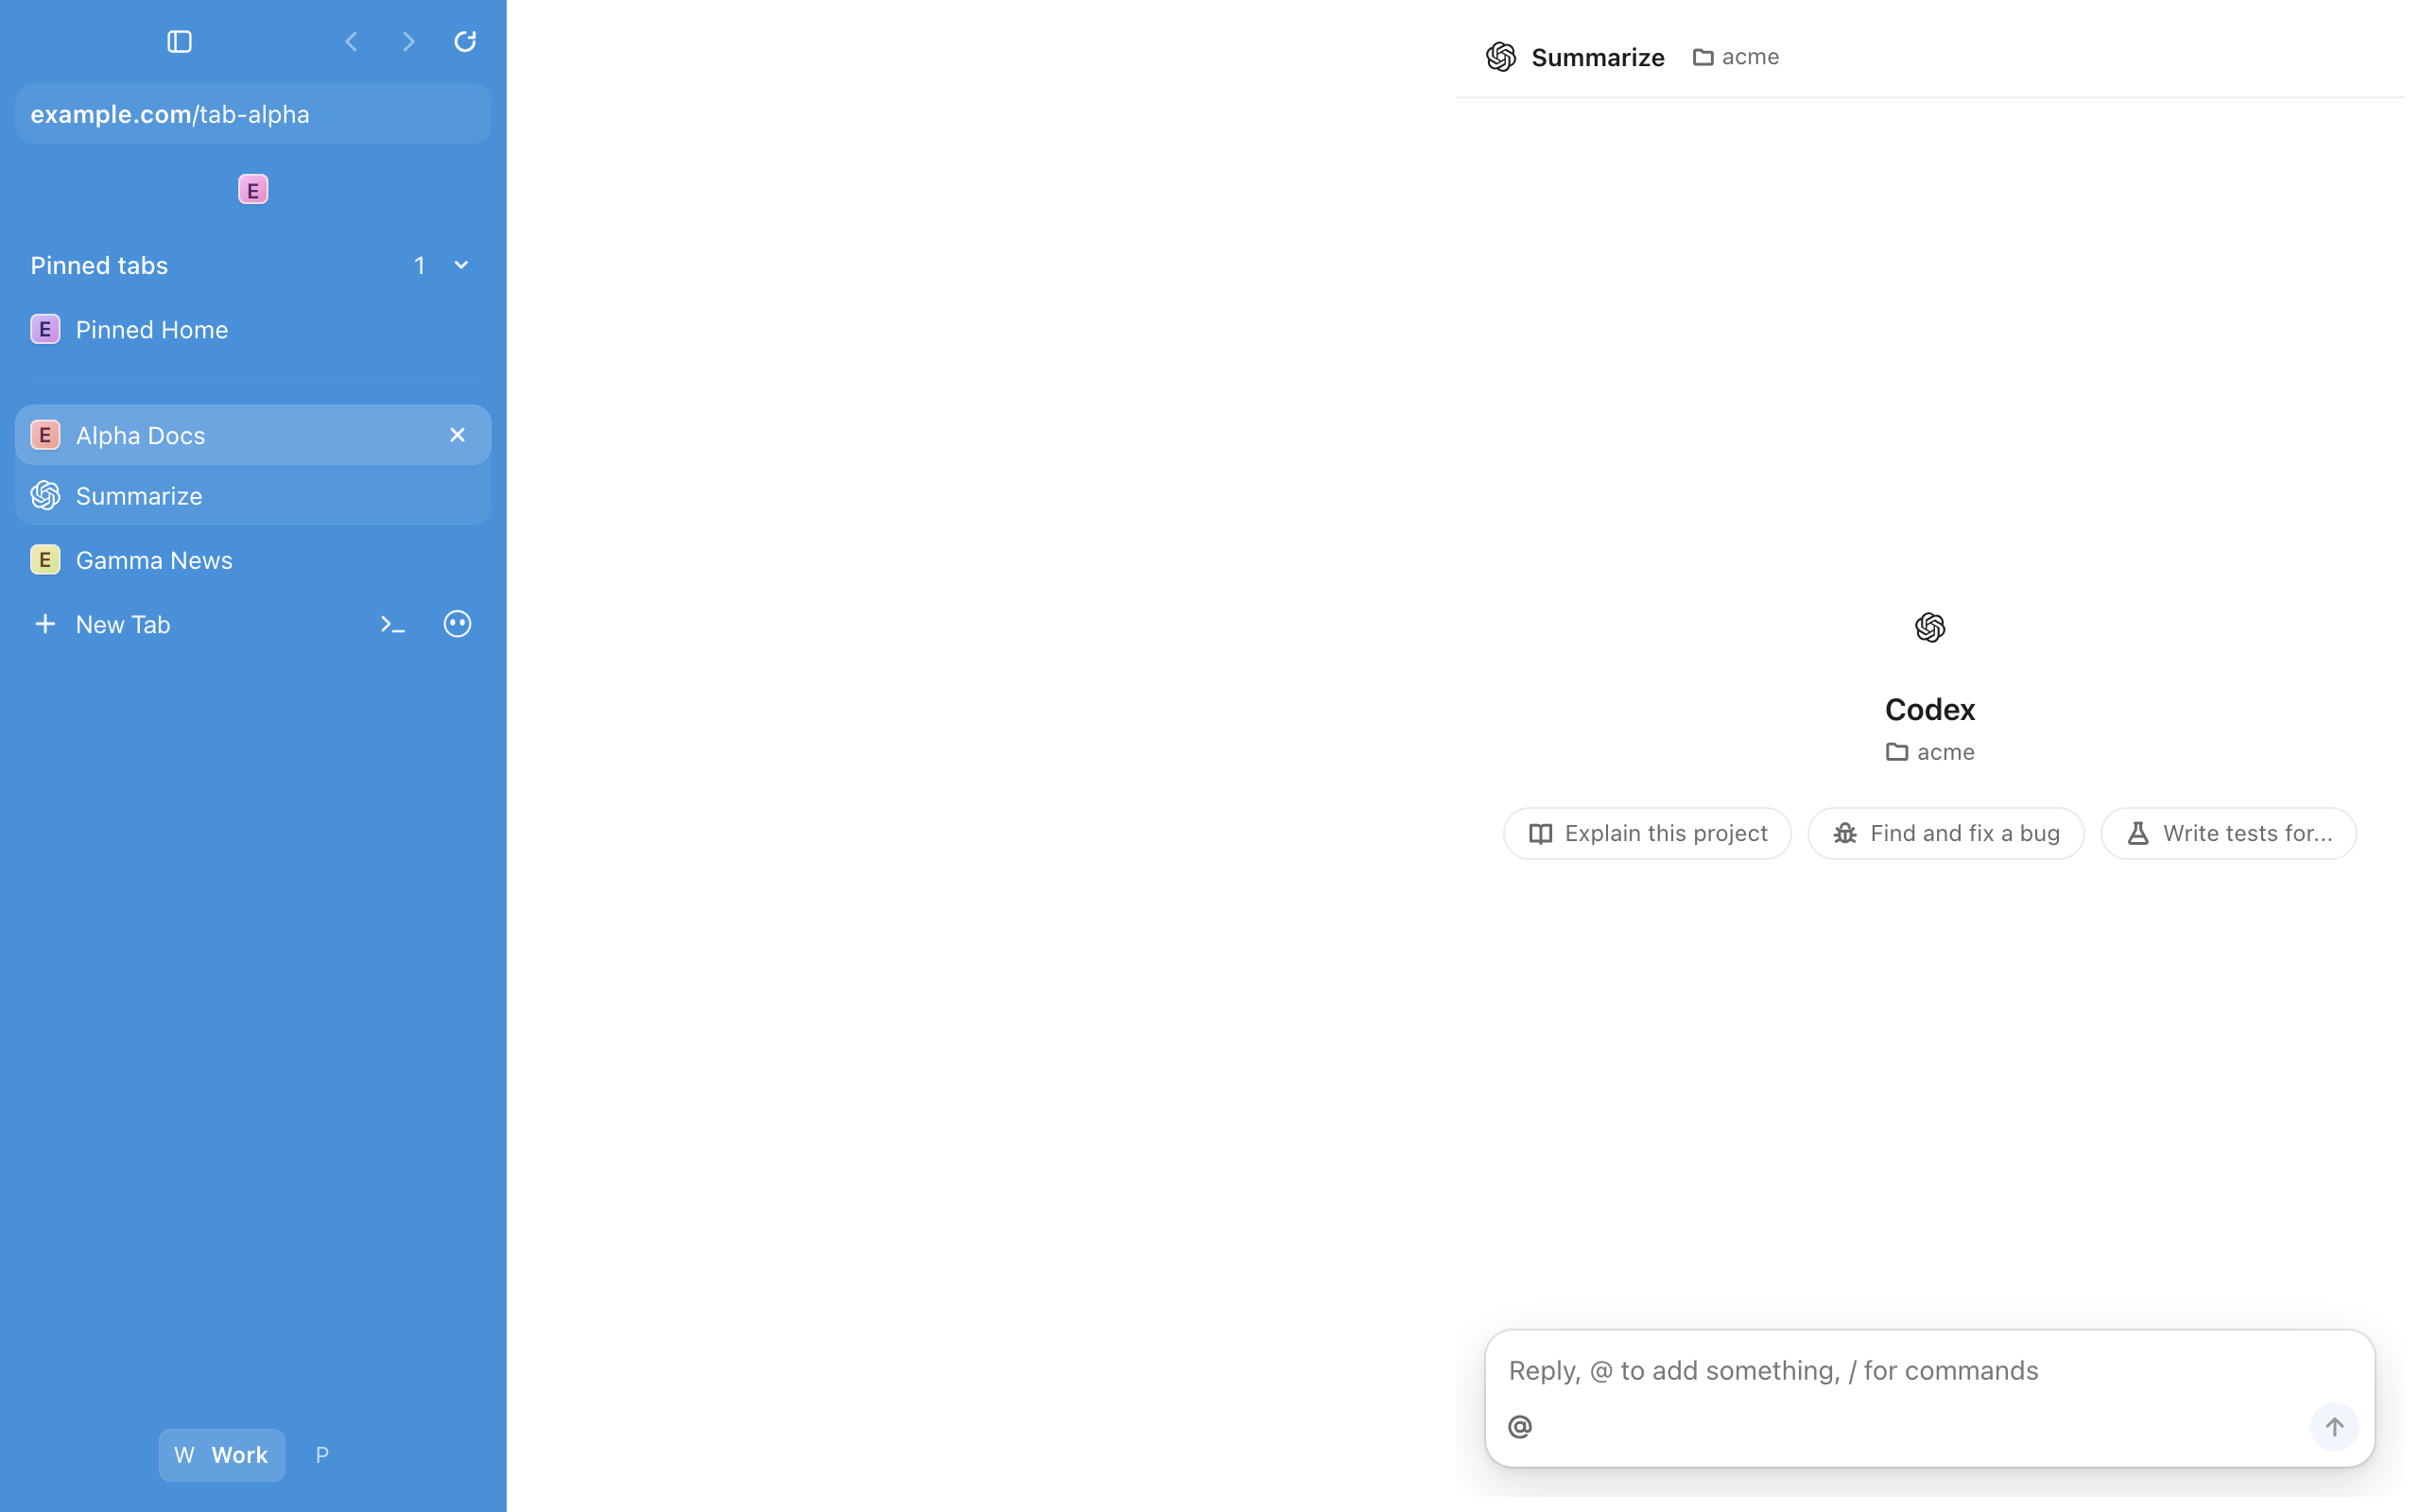 example.com/tab-alpha
E
Pinned tabs 1
E Pinned Home
E Alpha Docs
Summarize
E Gamma News
New Tab
W Work P
Summarize acme
Codex
acme
Explain this project Find and fix a bug Write tests for...
Reply, @ to add something, / for commands
@